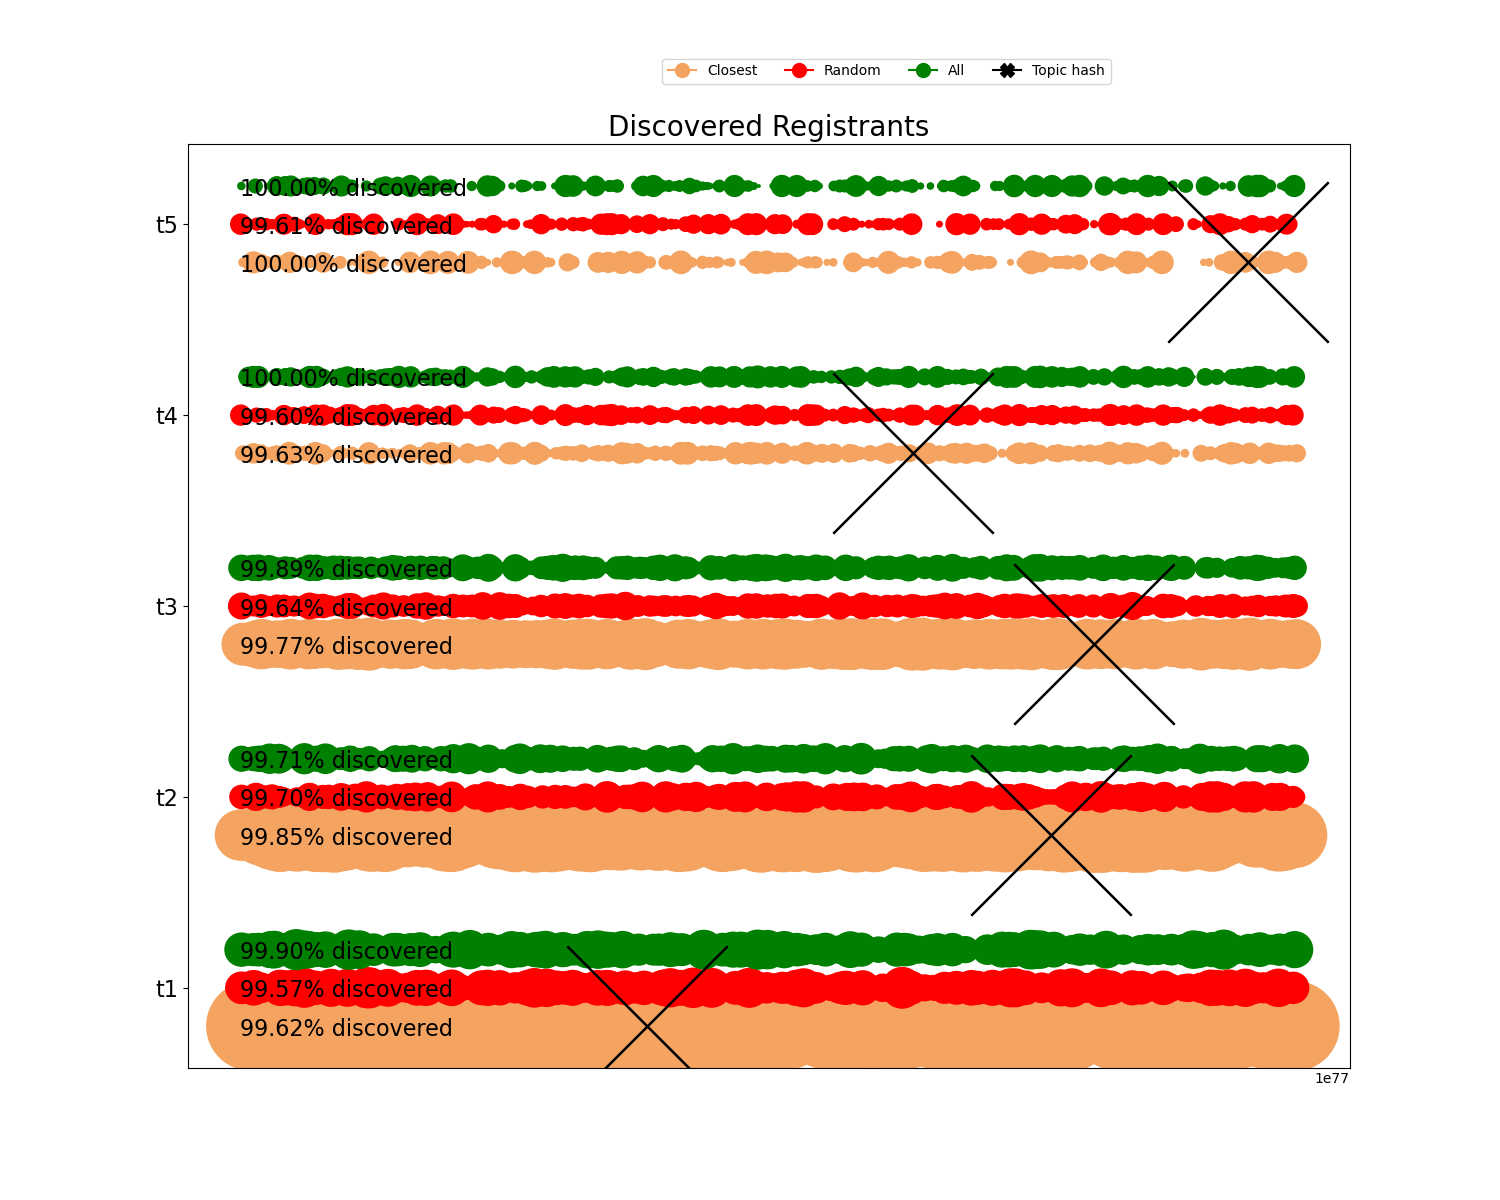 Closest Random All Topic hash
Discovered Registrants
100.00% discovered
t5 99.61% discovered
100.00% discovered
100.00% discovered
t4 99.60% discovered
99.63% discovered
99.89% discovered
t3 99.64% discovered
99.77% discovered
99.71% discovered
t2 99.70% discovered
99.85% discovered
99.90% discovered
t1 99.57% discovered
99.62% discovered
1e77